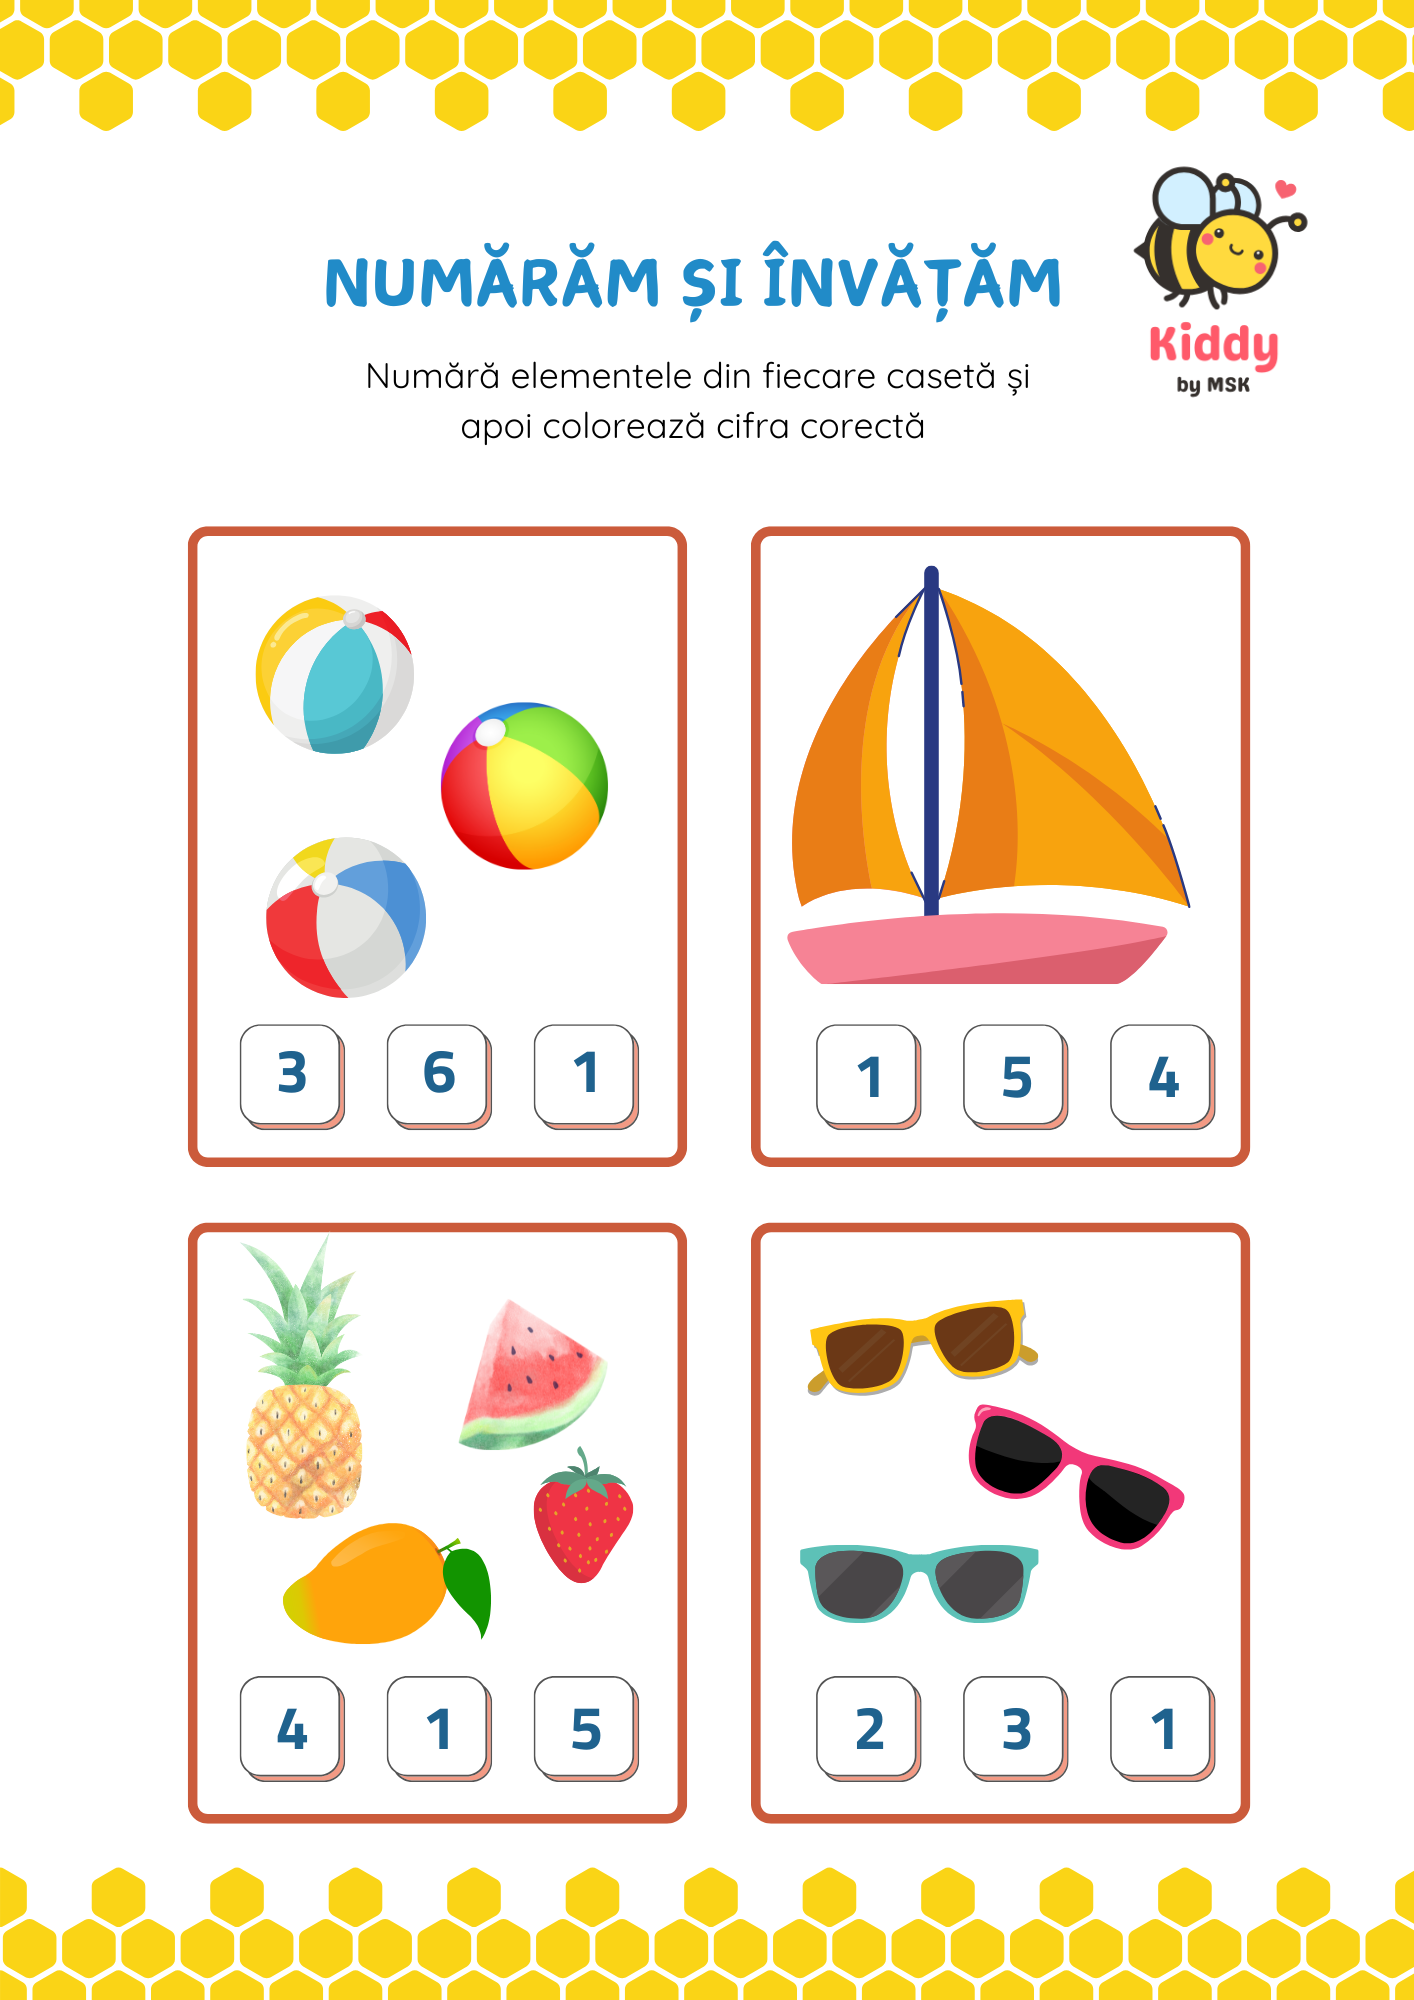 NUMĂRĂM ȘI ÎNVĂȚĂM
Kiddy
by MSK
Numără elementele din fiecare casetă și
apoi colorează cifra corectă
3 6 1
1 5 4
4 1 5
2 3 1